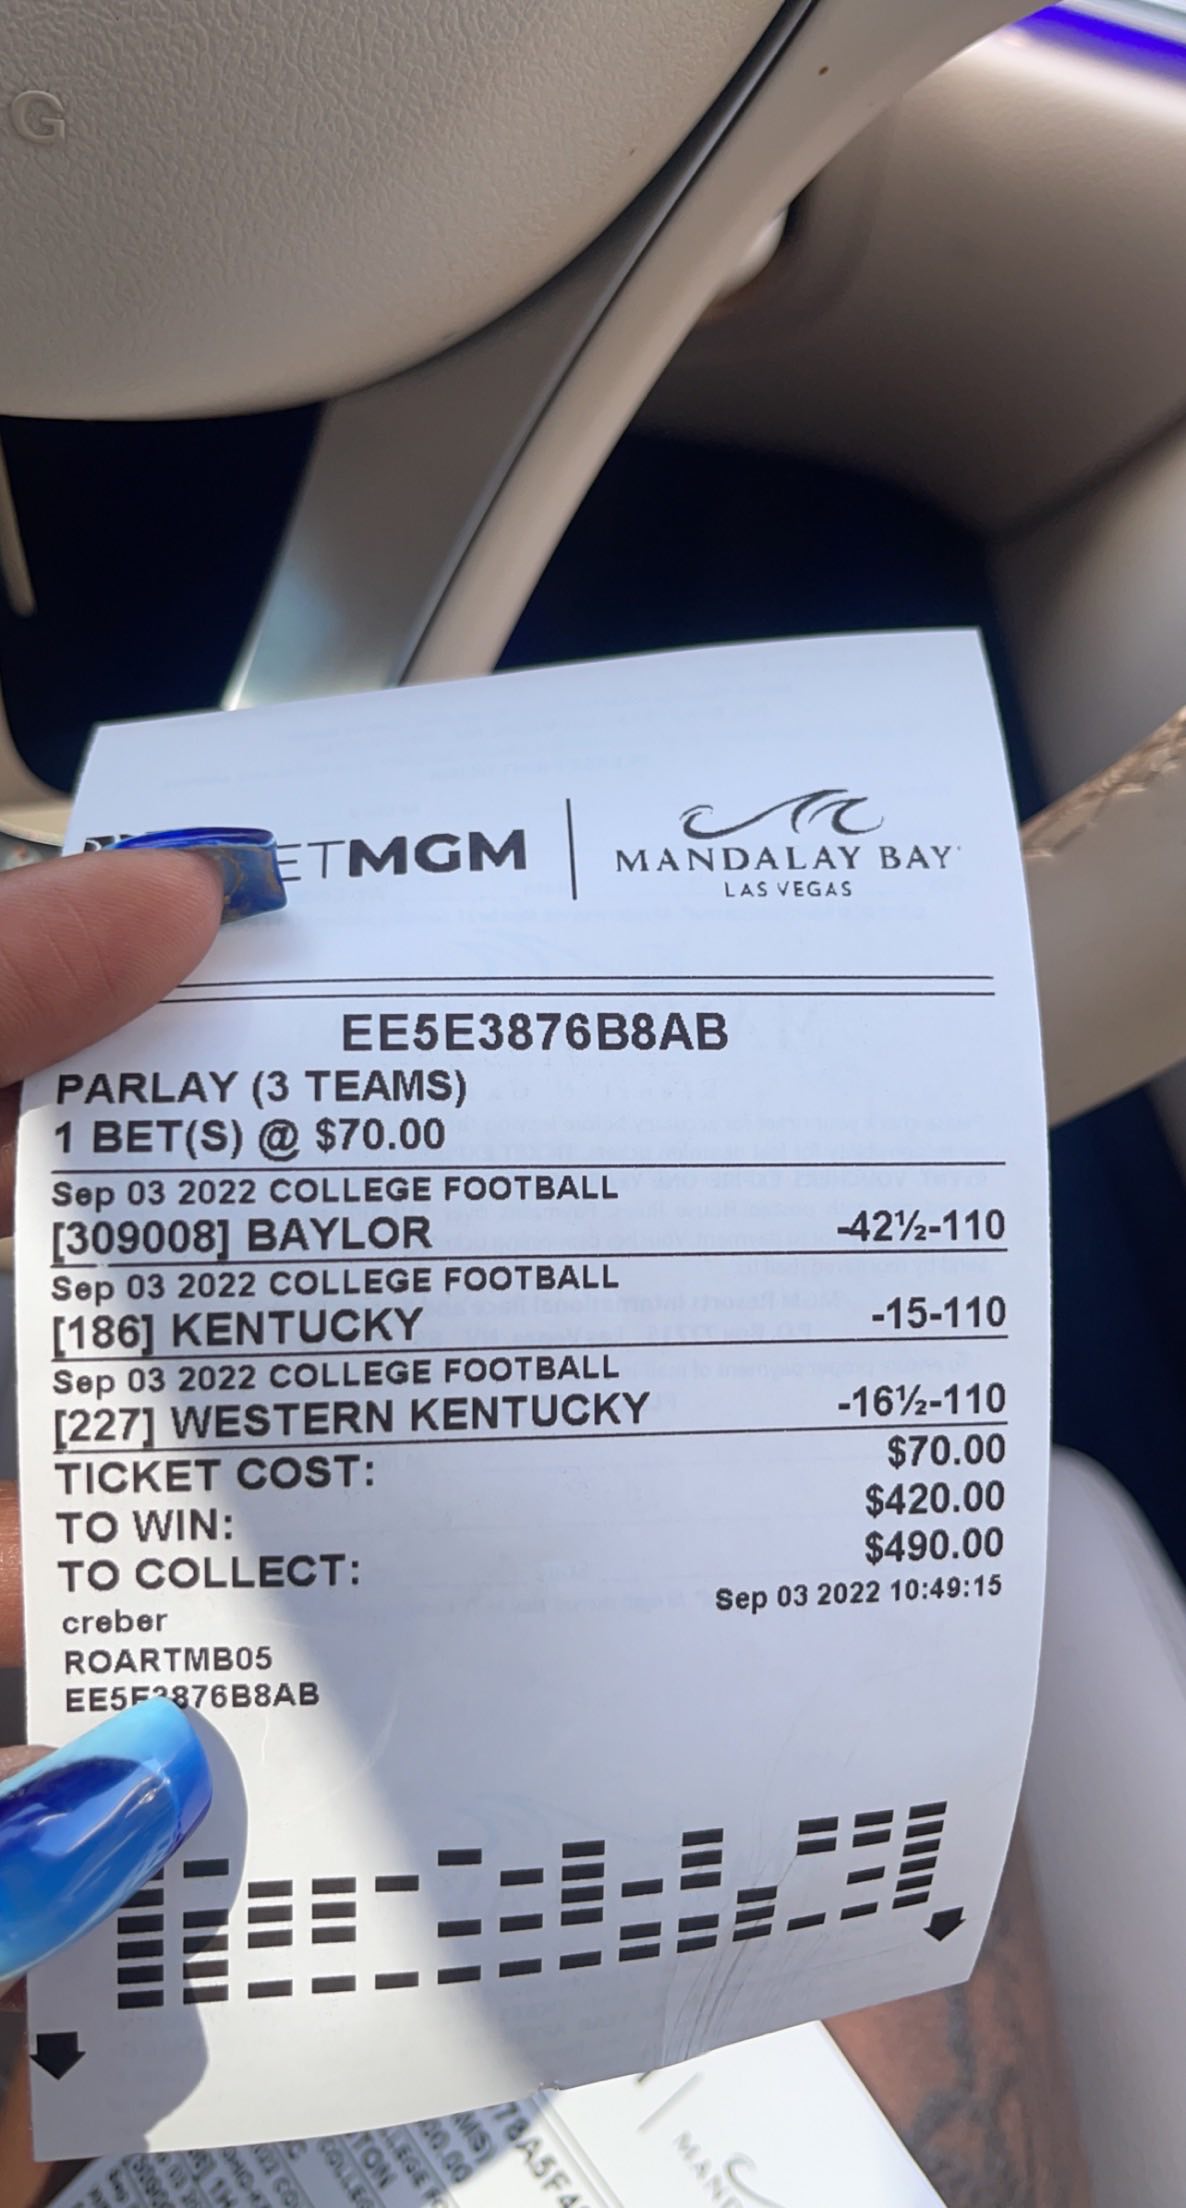 G
ETMGM
MANDALAY BAY
LAS VEGAS
EE5E3876B8AB
PARLAY (3 TEAMS)
1 BET(S) @ $70.00
Sep 03 2022 COLLEGE FOOTBALL
[309008] BAYLOR -42½-110
Sep 03 2022 COLLEGE FOOTBALL
[186] KENTUCKY -15-110
Sep 03 2022 COLLEGE FOOTBALL
[227] WESTERN KENTUCKY -16½-110
TICKET COST: $70.00
TO WIN: $420.00
TO COLLECT: $490.00
Sep 03 2022 10:49:15
creber
ROARTMB05
EE5E3876B8AB
MAND